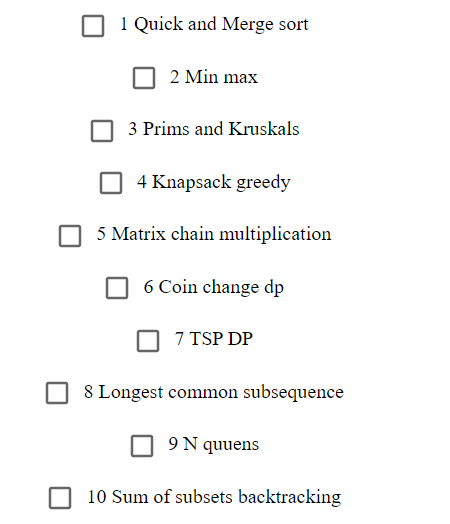 1 Quick and Merge sort
2 Min max
3 Prims and Kruskals
4 Knapsack greedy
5 Matrix chain multiplication
6 Coin change dp
7 TSP DP
8 Longest common subsequence
9 N quuens
10 Sum of subsets backtracking